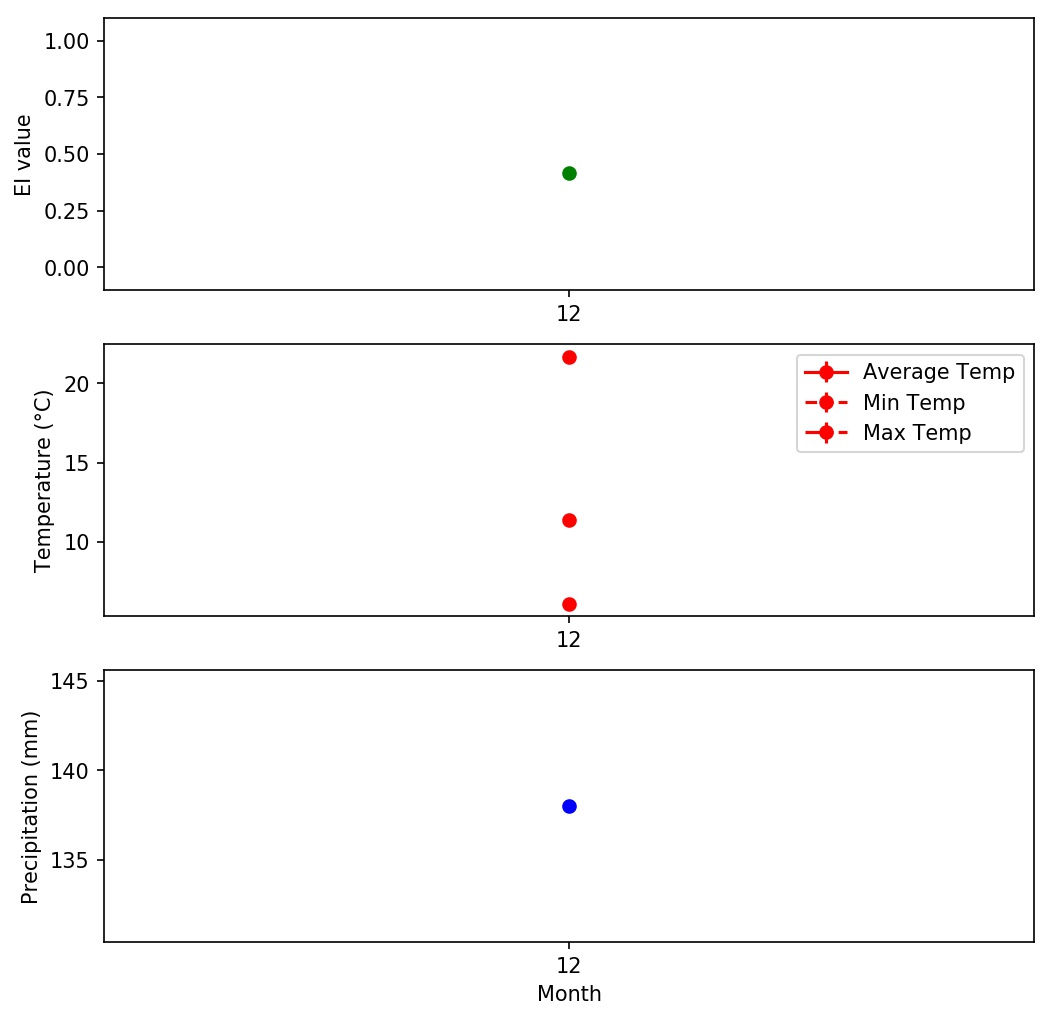 1.00
0.75
0.50
0.25
0.00
EI value
12
20
15
10
Temperature (°C)
Average Temp
Min Temp
Max Temp
12
145
140
135
Precipitation (mm)
12
Month